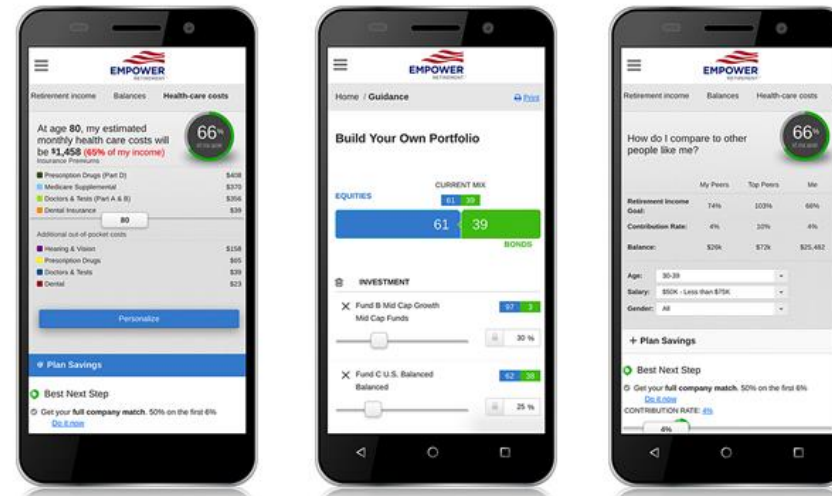 EMPOWER
RETIREMENT
Retirement income Balances Health-care costs
At age 80, my estimated
monthly health care costs will
be $1,458 (65% of my income)
66%
of my goal
Insurance Premiums
Prescription Drugs (Part D) $408
Medicare Supplemental $370
Doctors & Tests (Part A & B) $356
Dental Insurance $39
80
Additional out-of-pocket costs
Hearing & Vision $158
Prescription Drugs $65
Doctors & Tests $39
Dental $23
Personalize
Plan Savings
Best Next Step
Get your full company match. 50% on the first 6%
Do it now
EMPOWER
RETIREMENT
Home / Guidance Print
Build Your Own Portfolio
CURRENT MIX
EQUITIES
61 39
61 39
BONDS
INVESTMENT
Fund B Mid Cap Growth 97 3
Mid Cap Funds
30 %
Fund C U.S. Balanced 62 38
Balanced
25 %
EMPOWER
RETIREMENT
Retirement income Balances Health-care costs
How do I compare to other
people like me?
66%
of my goal
My Peers Top Peers Me
Retirement Income
Goal: 74% 103% 66%
Contribution Rate: 4% 10% 4%
Balance: $26k $72k $25,462
Age: 30-39
Salary: $50K - Less than $75K
Gender: All
+ Plan Savings
Best Next Step
Get your full company match. 50% on the first 6%
Do it now
CONTRIBUTION RATE: 4%
4%